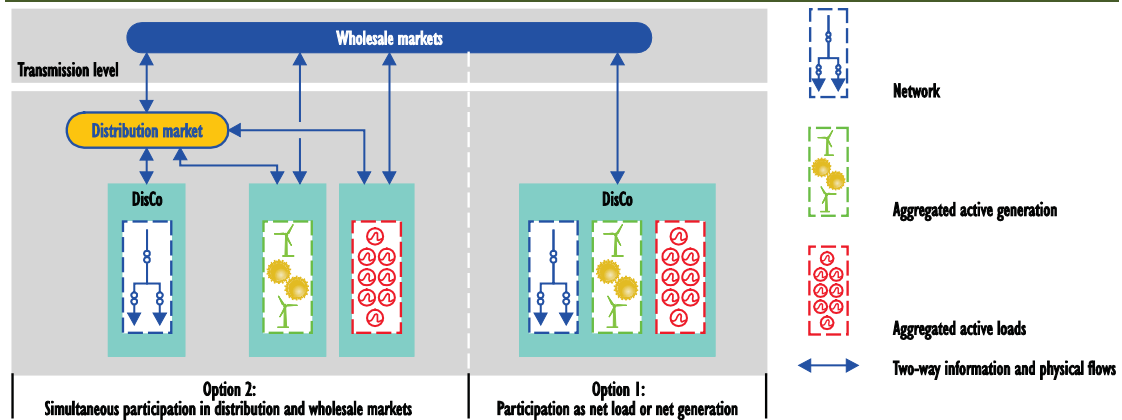 Wholesale markets
Transmission level
Distribution market
DisCo
DisCo
Option 2:
Simultaneous participation in distribution and wholesale markets
Option 1:
Participation as net load or net generation
Network
Aggregated active generation
Aggregated active loads
Two-way information and physical flows